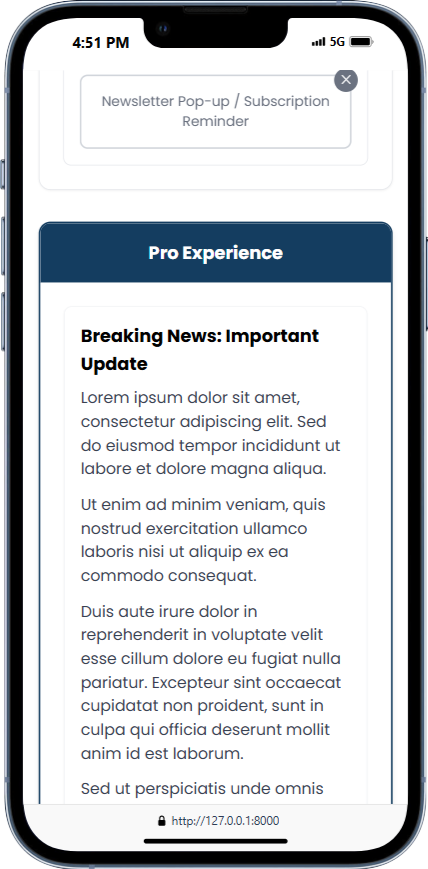 4:51 PM
5G
Newsletter Pop-up / Subscription
Reminder
Pro Experience
Breaking News: Important
Update
Lorem ipsum dolor sit amet,
consectetur adipiscing elit. Sed
do eiusmod tempor incididunt ut
labore et dolore magna aliqua.
Ut enim ad minim veniam, quis
nostrud exercitation ullamco
laboris nisi ut aliquip ex ea
commodo consequat.
Duis aute irure dolor in
reprehenderit in voluptate velit
esse cillum dolore eu fugiat nulla
pariatur. Excepteur sint occaecat
cupidatat non proident, sunt in
culpa qui officia deserunt mollit
anim id est laborum.
Sed ut perspiciatis unde omnis
http://127.0.0.1:8000